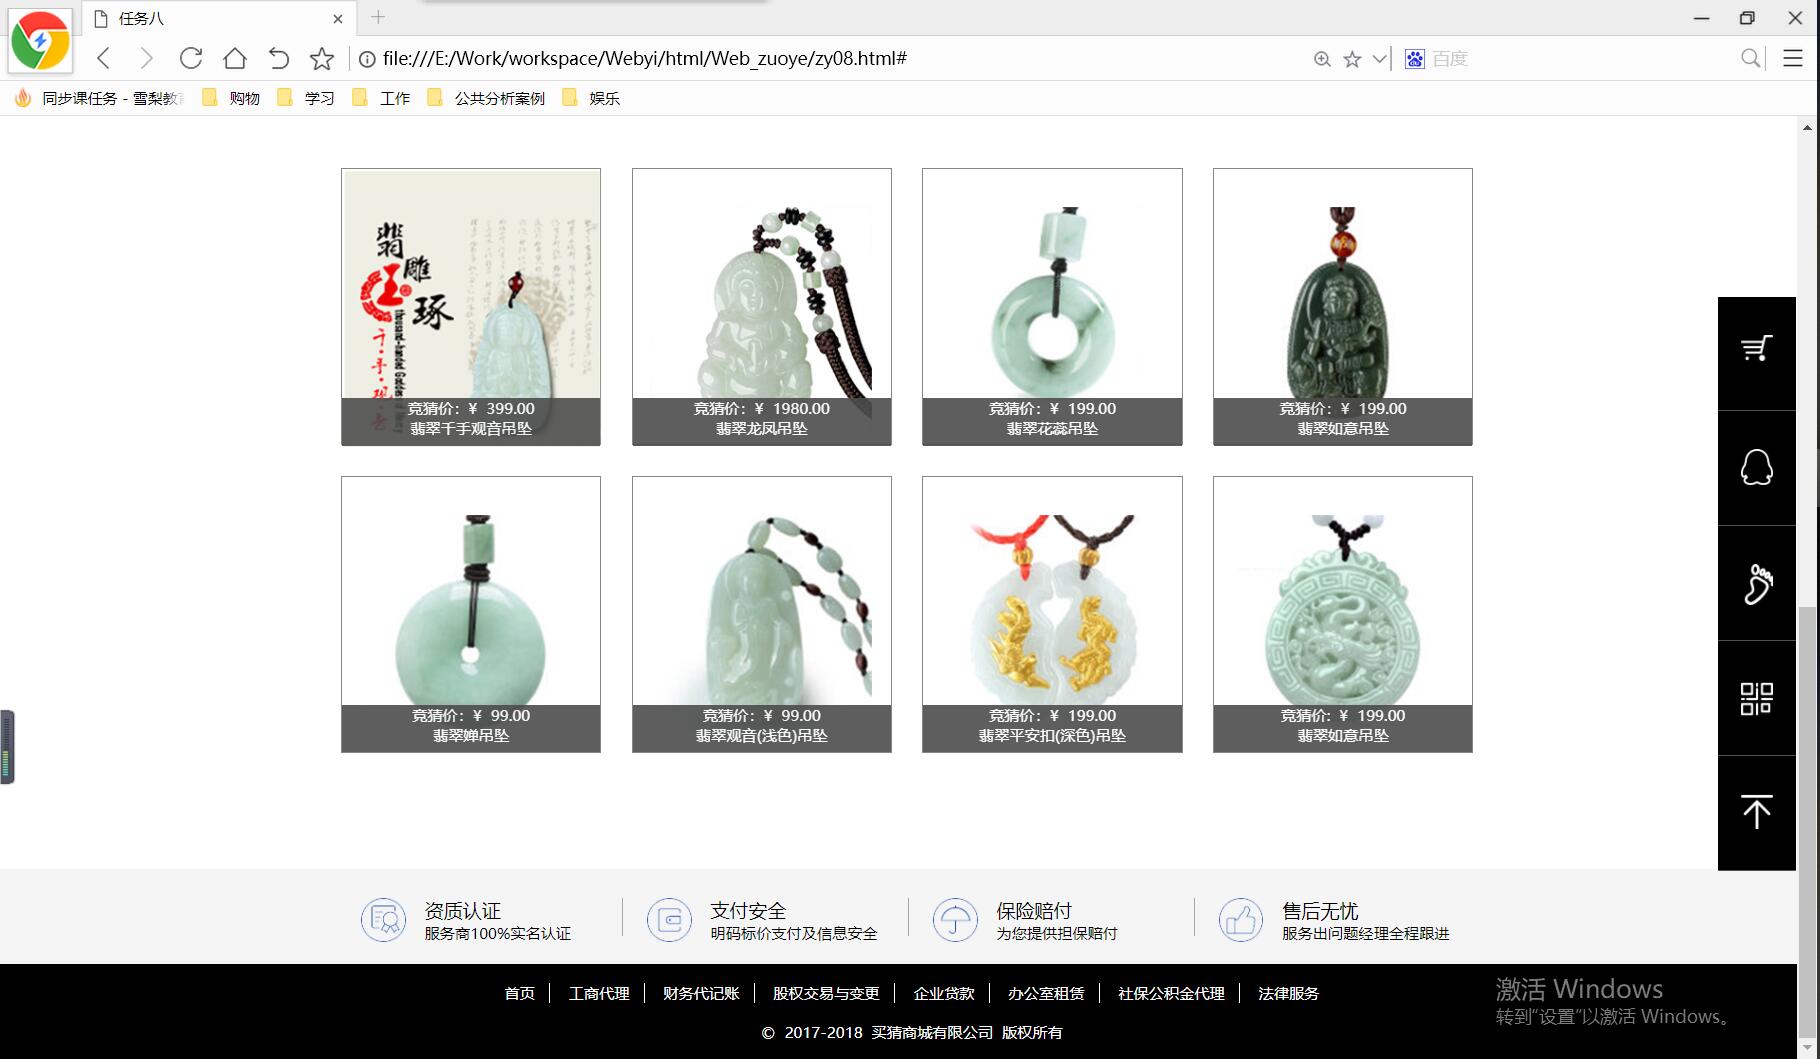 任务八
file:///E:/Work/workspace/Webyi/html/Web_zuoye/zy08.html#
百度
同步课任务 - 雪梨教
购物
学习
工作
公共分析案例
娱乐
翡
雕
玉
琢
千·手·观·音
thousand-handed Goddess of Mercy
竞猜价：¥ 399.00
翡翠千手观音吊坠
竞猜价：¥ 1980.00
翡翠龙凤吊坠
竞猜价：¥ 199.00
翡翠花蕊吊坠
竞猜价：¥ 199.00
翡翠如意吊坠
竞猜价：¥ 99.00
翡翠婵吊坠
竞猜价：¥ 99.00
翡翠观音(浅色)吊坠
竞猜价：¥ 199.00
翡翠平安扣(深色)吊坠
竞猜价：¥ 199.00
翡翠如意吊坠
资质认证
服务商100%实名认证
支付安全
明码标价支付及信息安全
保险赔付
为您提供担保赔付
售后无忧
服务出问题经理全程跟进
首页
工商代理
财务代记账
股权交易与变更
企业贷款
办公室租赁
社保公积金代理
法律服务
© 2017-2018 买猜商城有限公司 版权所有
激活 Windows
转到“设置”以激活 Windows。